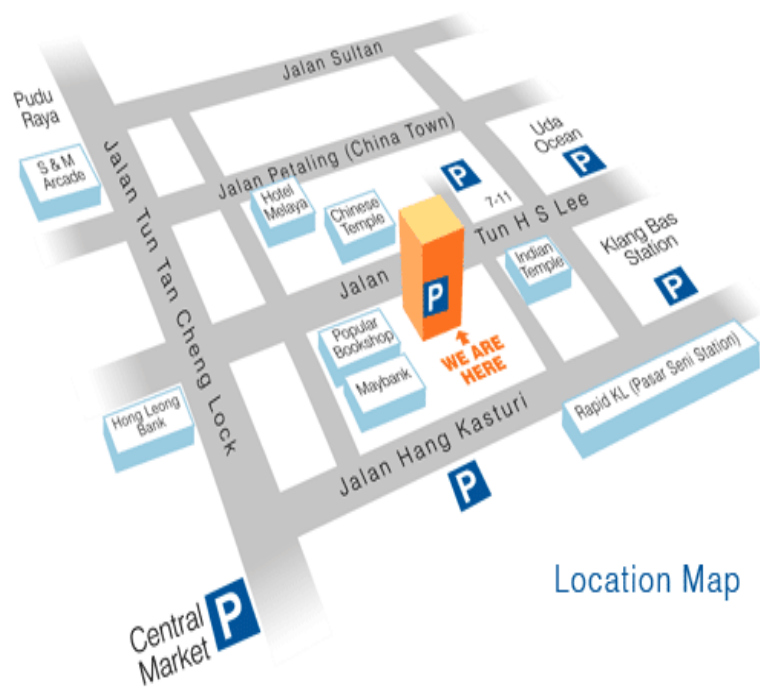 Jalan Sultan
Pudu
Raya
S & M
Arcade
Jalan Petaling (China Town)
Uda
Ocean
P
P
Hotel
Melaya
Chinese
Temple
7-11
Jalan Tun H S Lee
Klang Bas
Station
Indian
Temple
P
P
Jalan Tun Tan Cheng Lock
Popular
Bookshop
WE ARE
HERE
Maybank
Rapid KL (Pasar Seni Station)
Hong Leong
Bank
Jalan Hang Kasturi
P
Location Map
Central
Market
P